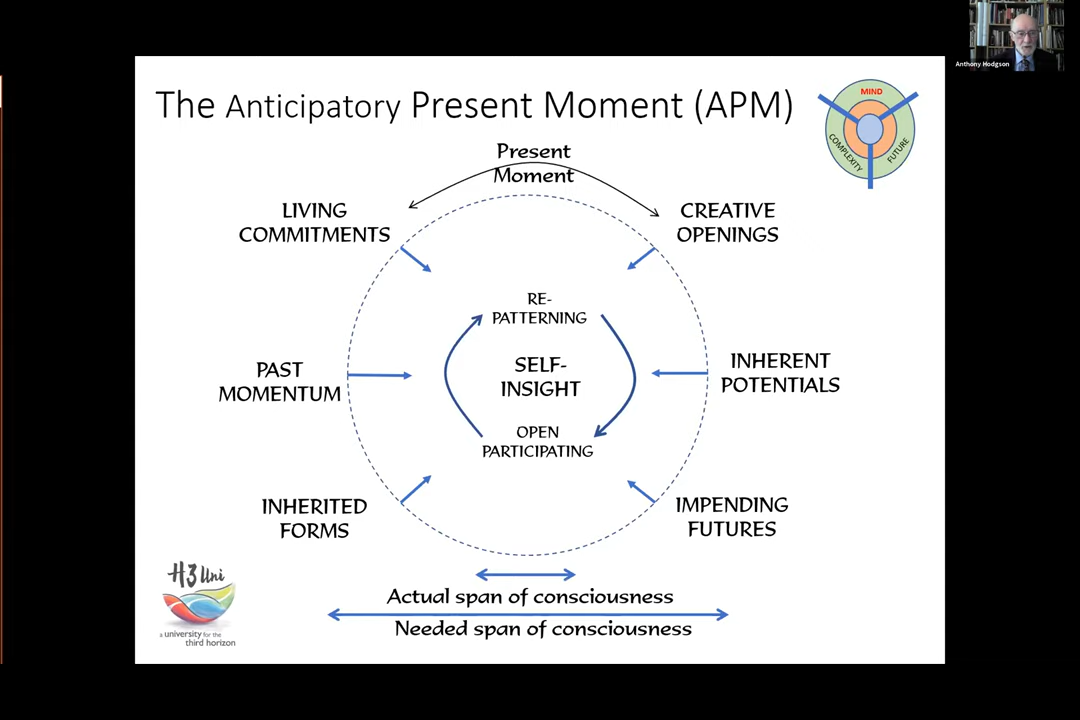 Anthony Hodgson
The Anticipatory Present Moment (APM)
MIND
COMPLEXITY
FUTURE
Present
Moment
LIVING
COMMITMENTS
CREATIVE
OPENINGS
RE-
PATTERNING
SELF-
INSIGHT
OPEN
PARTICIPATING
PAST
MOMENTUM
INHERENT
POTENTIALS
INHERITED
FORMS
IMPENDING
FUTURES
H3Uni
a university for the
third horizon
Actual span of consciousness
Needed span of consciousness